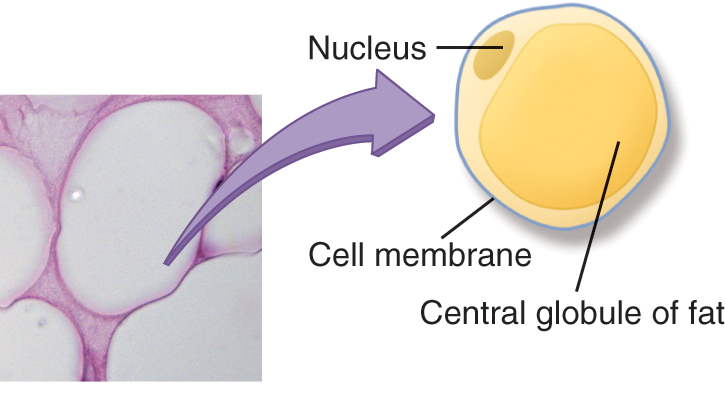 Nucleus
Cell membrane
Central globule of fat